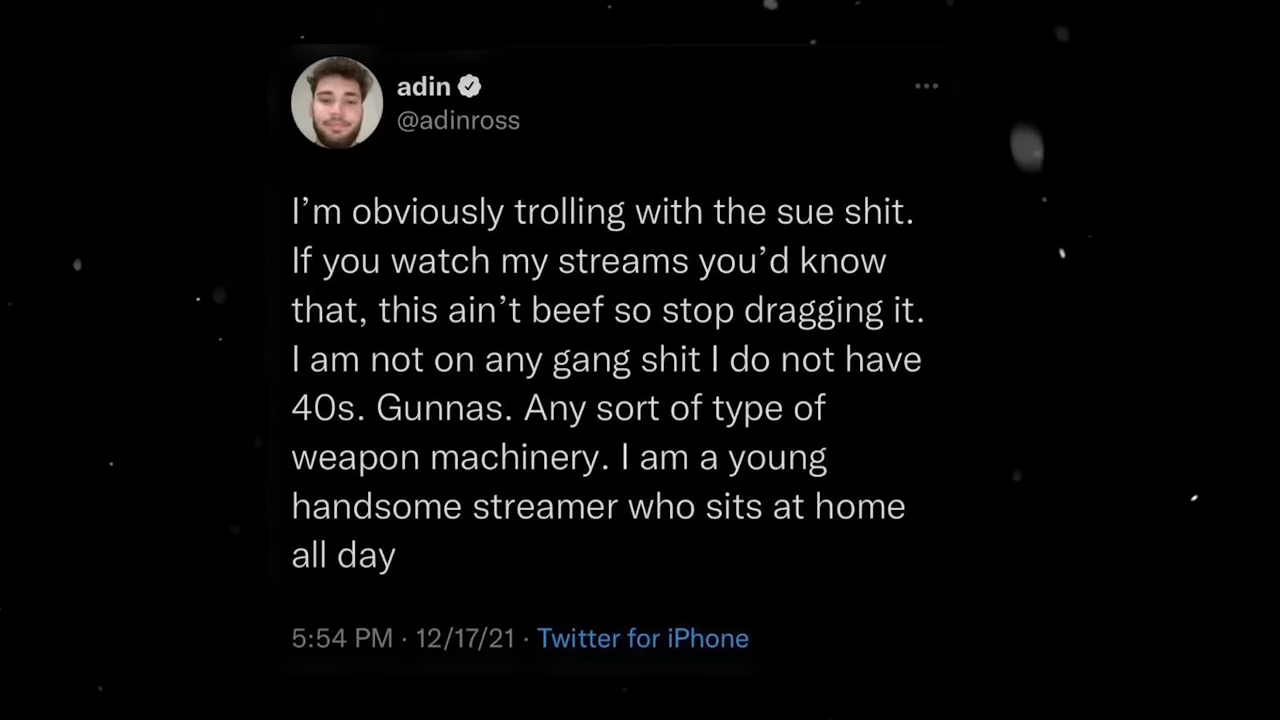 adin
@adinross
I’m obviously trolling with the sue shit.
If you watch my streams you’d know
that, this ain’t beef so stop dragging it.
I am not on any gang shit I do not have
40s. Gunnas. Any sort of type of
weapon machinery. I am a young
handsome streamer who sits at home
all day
5:54 PM · 12/17/21 · Twitter for iPhone